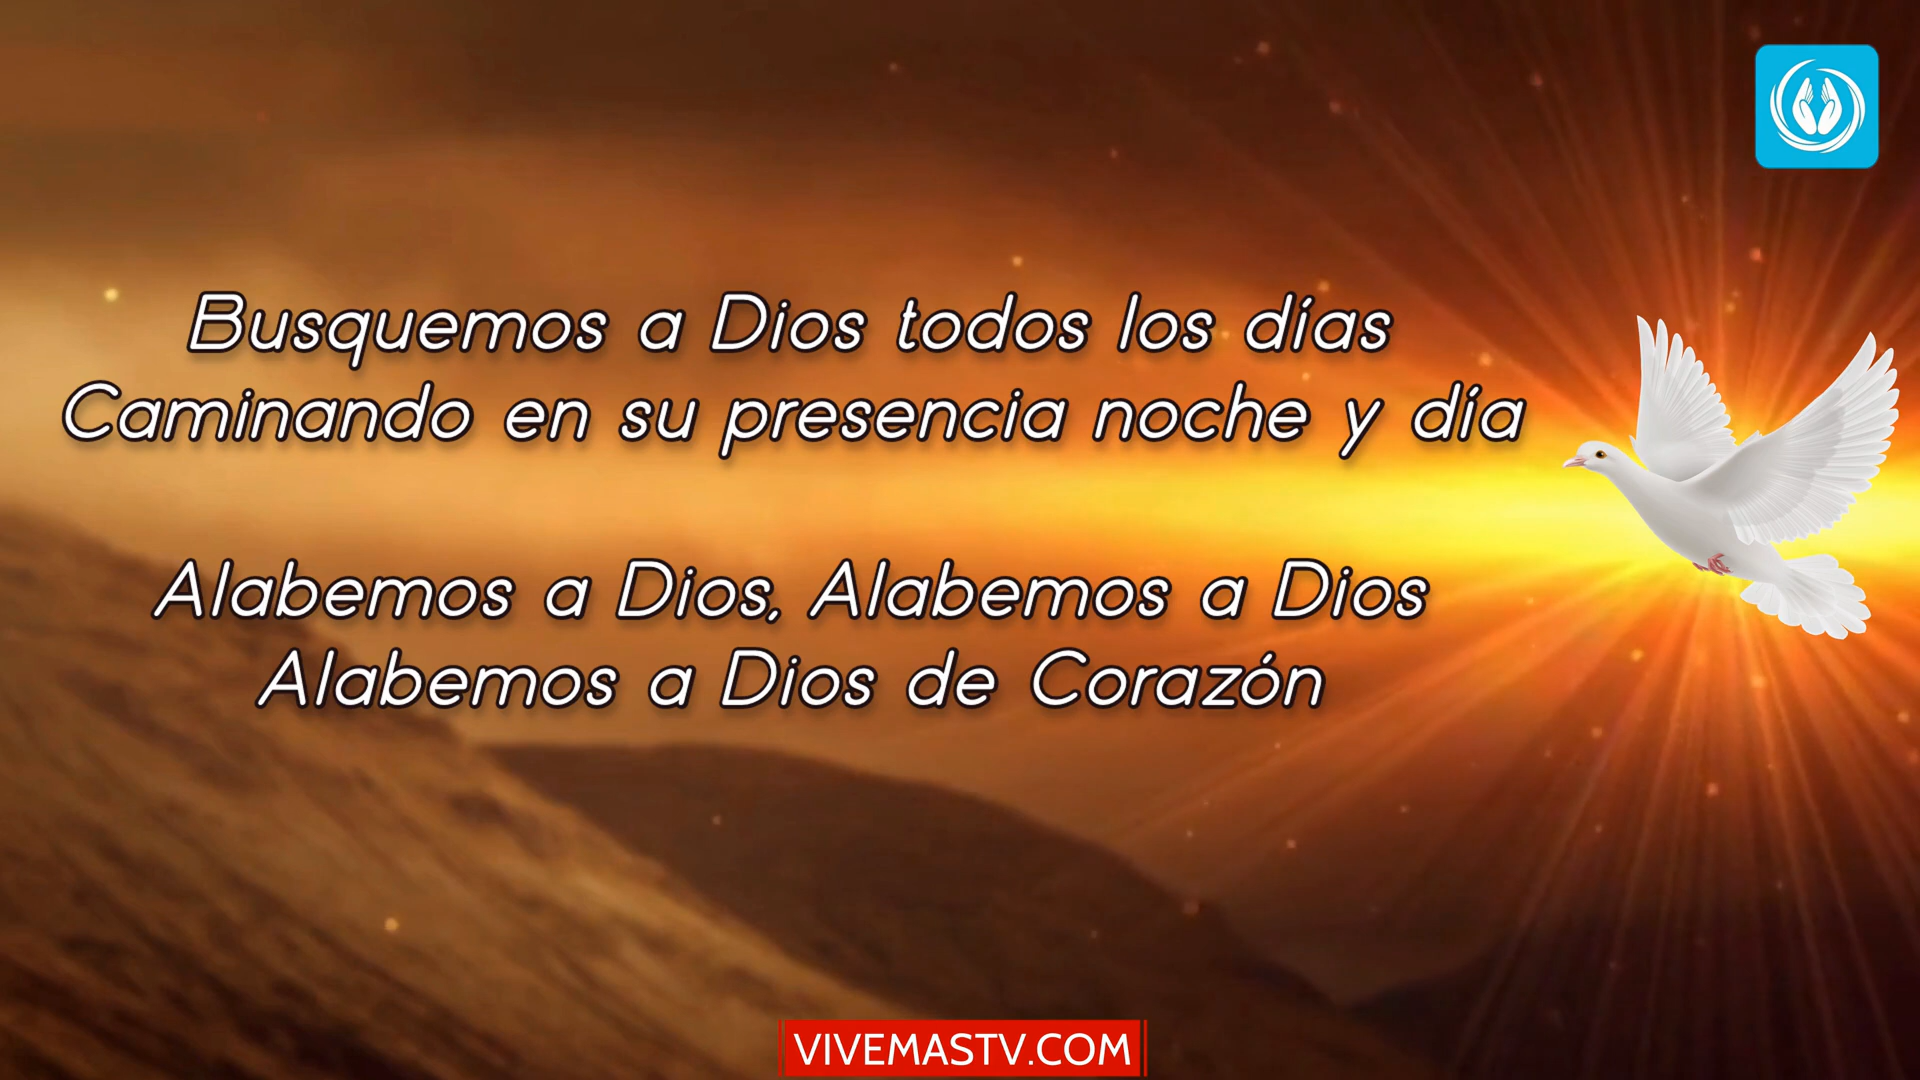 Busquemos a Dios todos los días
Caminando en su presencia noche y día
Alabemos a Dios, Alabemos a Dios
Alabemos a Dios de Corazón
VIVEMASTV.COM